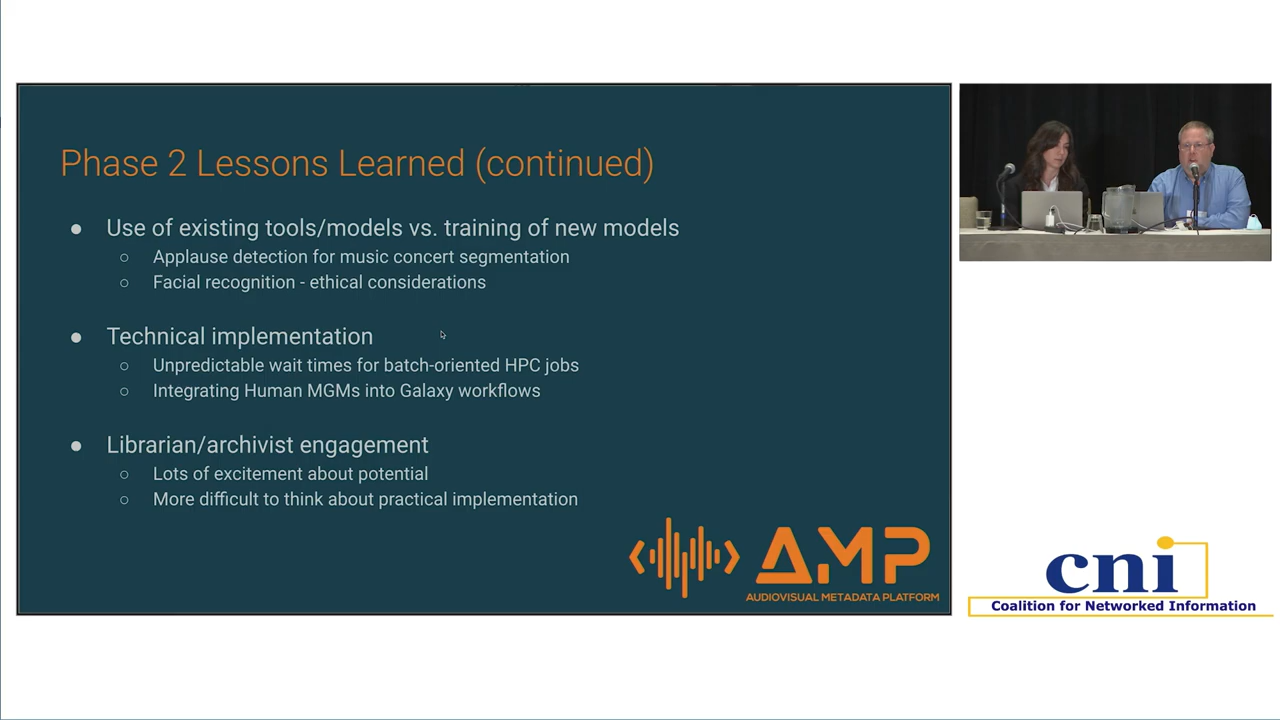 Phase 2 Lessons Learned (continued)
● Use of existing tools/models vs. training of new models
○ Applause detection for music concert segmentation
○ Facial recognition - ethical considerations
● Technical implementation
○ Unpredictable wait times for batch-oriented HPC jobs
○ Integrating Human MGMs into Galaxy workflows
● Librarian/archivist engagement
○ Lots of excitement about potential
○ More difficult to think about practical implementation
AMP
AUDIOVISUAL METADATA PLATFORM
cni
Coalition for Networked Information